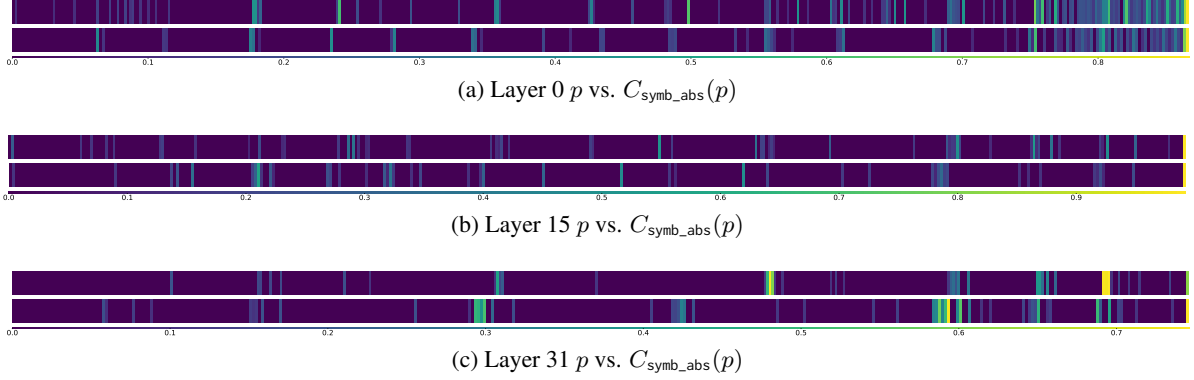 0.0 0.1 0.2 0.3 0.4 0.5 0.6 0.7 0.8
(a) Layer 0 p vs. C_symb_abs(p)
0.0 0.1 0.2 0.3 0.4 0.5 0.6 0.7 0.8 0.9
(b) Layer 15 p vs. C_symb_abs(p)
0.0 0.1 0.2 0.3 0.4 0.5 0.6 0.7
(c) Layer 31 p vs. C_symb_abs(p)